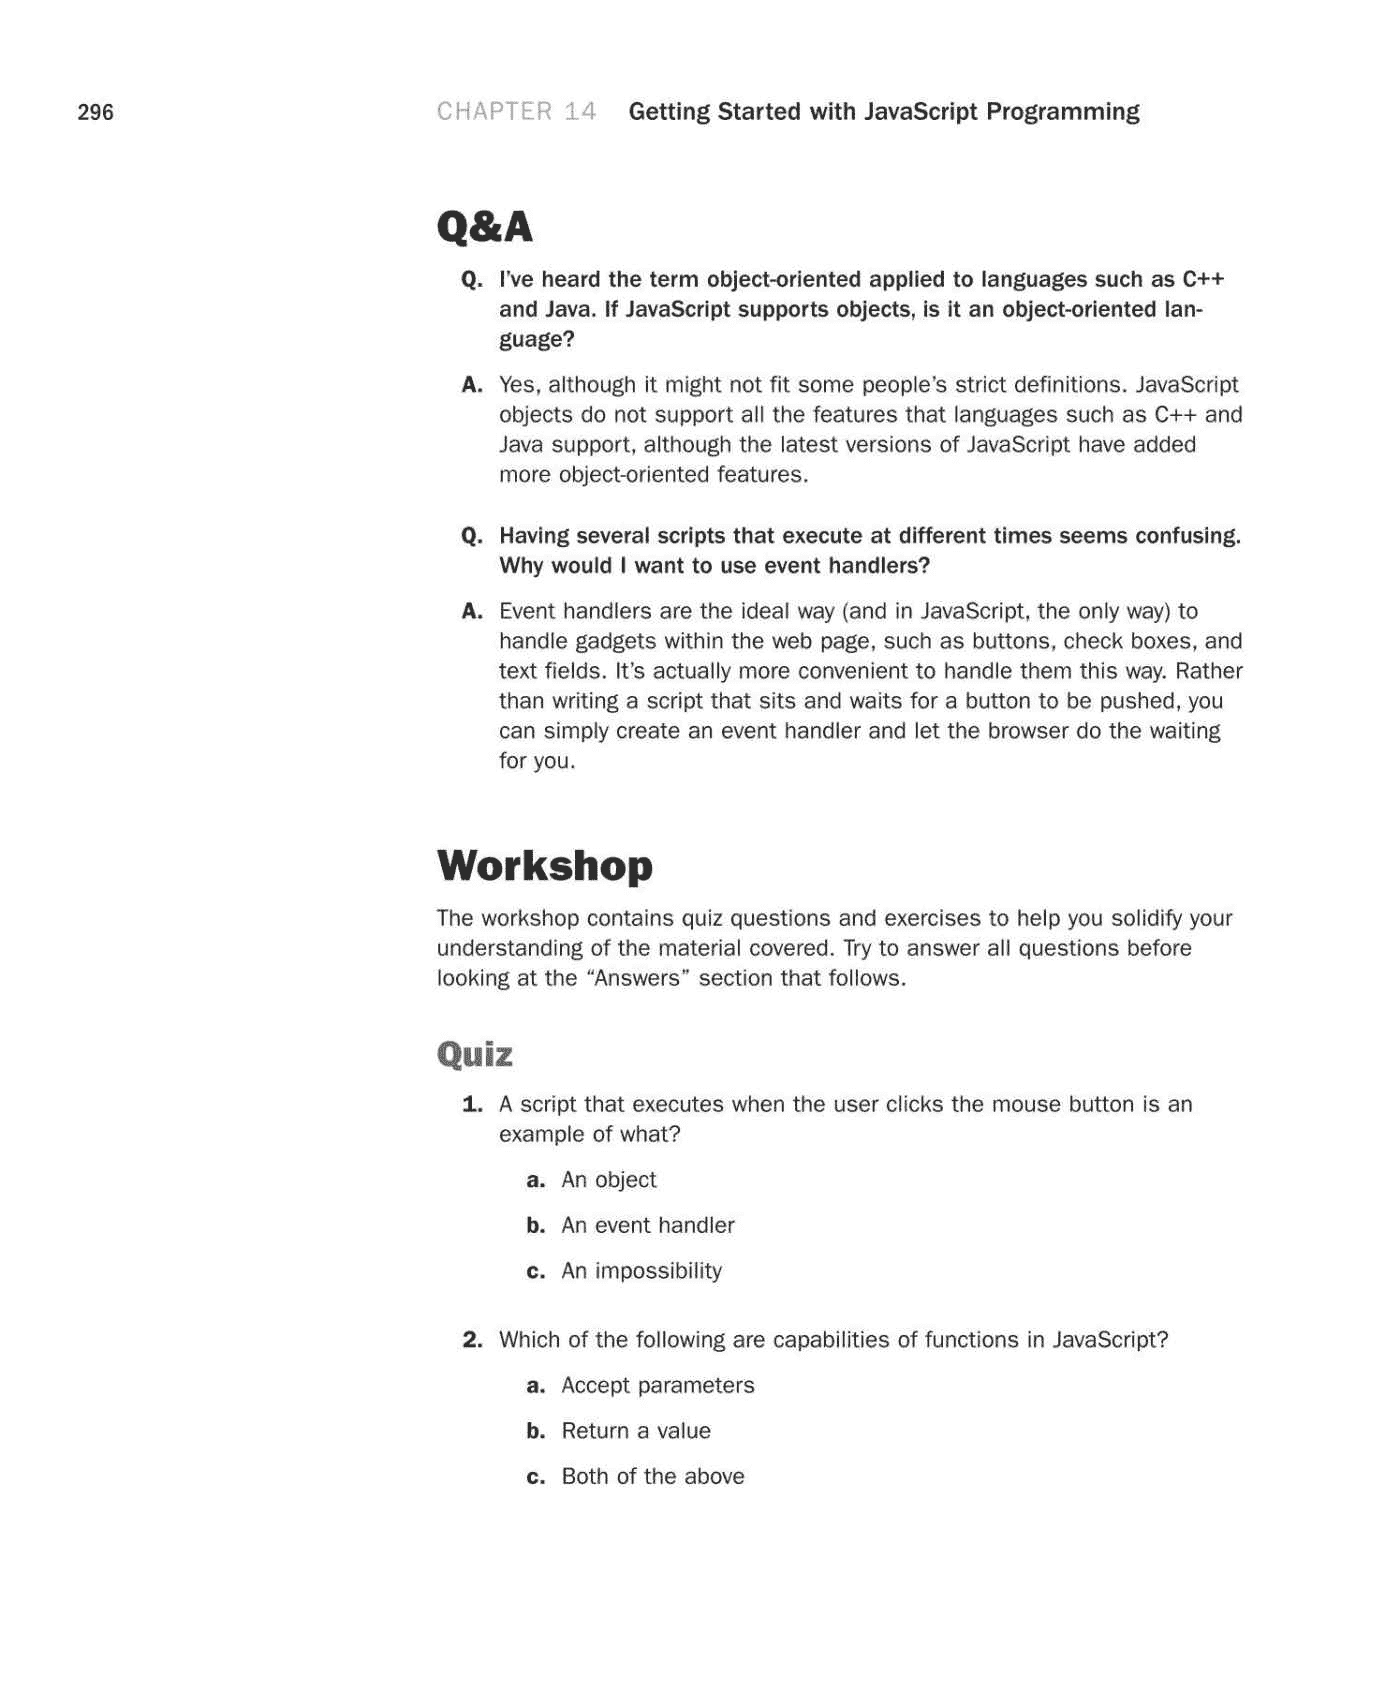 296
CHAPTER 14 Getting Started with JavaScript Programming
Q&A
Q. I've heard the term object-oriented applied to languages such as C++
and Java. If JavaScript supports objects, is it an object-oriented lan-
guage?
A. Yes, although it might not fit some people's strict definitions. JavaScript
objects do not support all the features that languages such as C++ and
Java support, although the latest versions of JavaScript have added
more object-oriented features.
Q. Having several scripts that execute at different times seems confusing.
Why would I want to use event handlers?
A. Event handlers are the ideal way (and in JavaScript, the only way) to
handle gadgets within the web page, such as buttons, check boxes, and
text fields. It's actually more convenient to handle them this way. Rather
than writing a script that sits and waits for a button to be pushed, you
can simply create an event handler and let the browser do the waiting
for you.
Workshop
The workshop contains quiz questions and exercises to help you solidify your
understanding of the material covered. Try to answer all questions before
looking at the “Answers” section that follows.
Quiz
1. A script that executes when the user clicks the mouse button is an
example of what?
a. An object
b. An event handler
c. An impossibility
2. Which of the following are capabilities of functions in JavaScript?
a. Accept parameters
b. Return a value
c. Both of the above